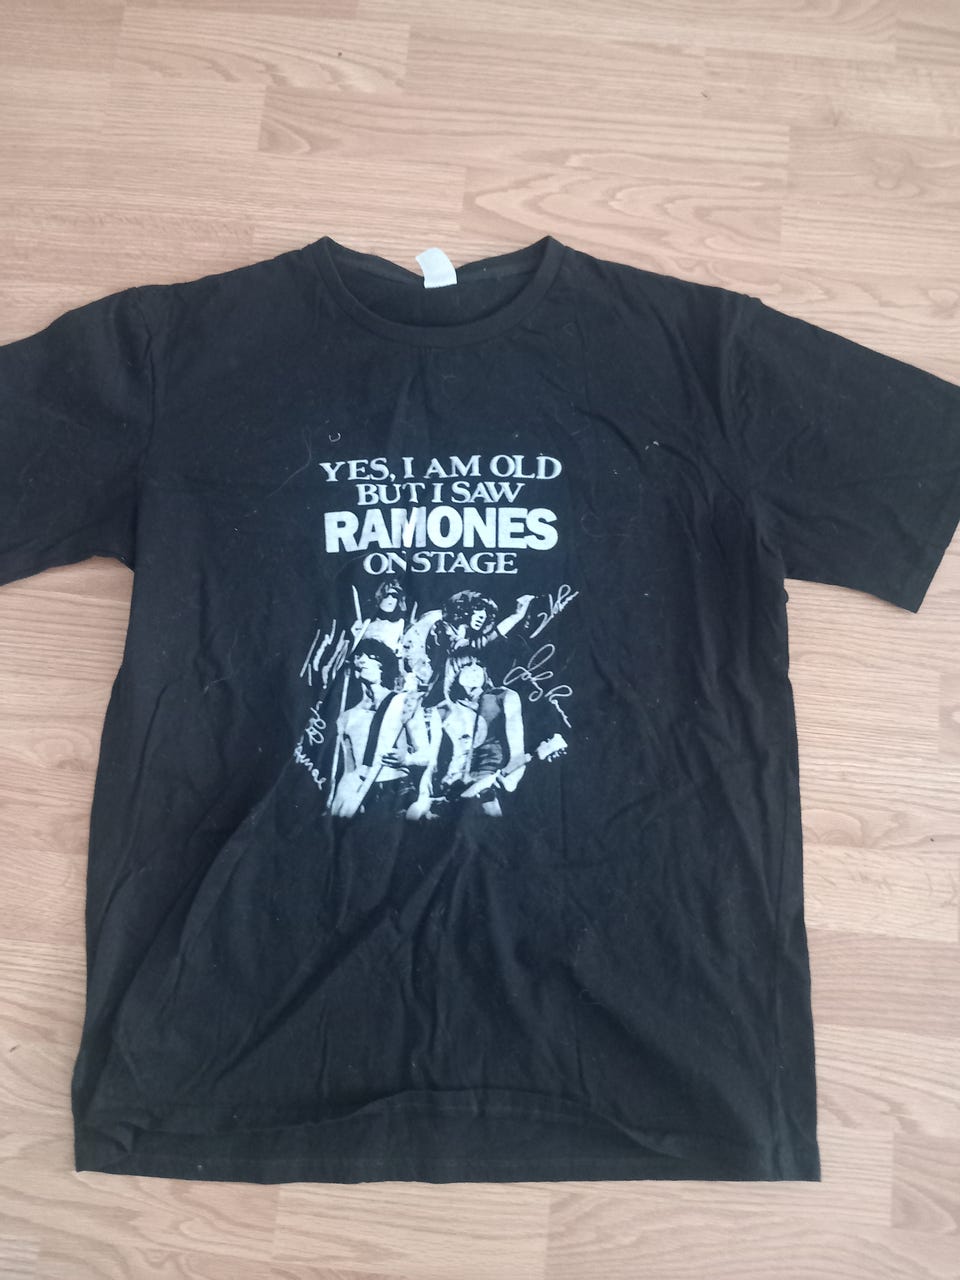 YES, I AM OLD
BUT I SAW
RAMONES
ON STAGE